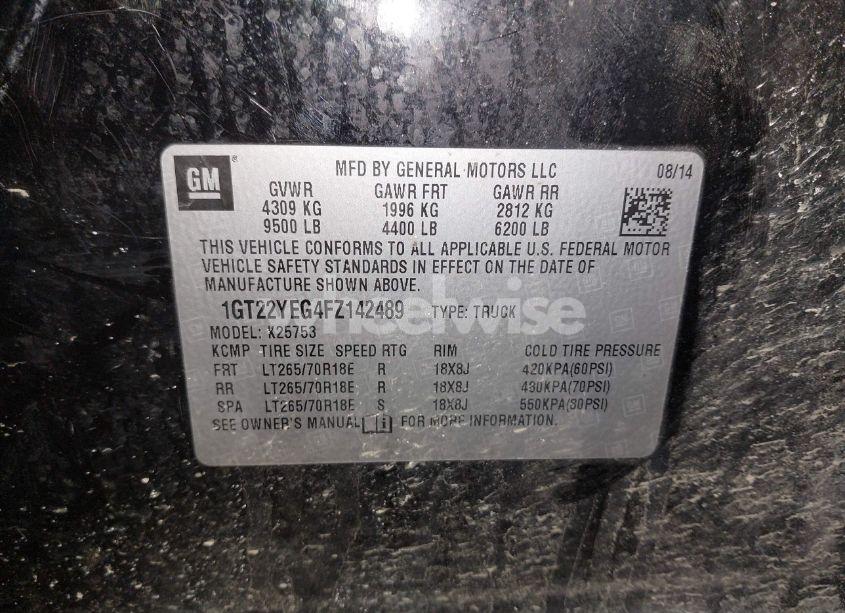 GM
MFD BY GENERAL MOTORS LLC 08/14
GVWR GAWR FRT GAWR RR
4309 KG 1996 KG 2812 KG
9500 LB 4400 LB 6200 LB
THIS VEHICLE CONFORMS TO ALL APPLICABLE U.S. FEDERAL MOTOR
VEHICLE SAFETY STANDARDS IN EFFECT ON THE DATE OF
MANUFACTURE SHOWN ABOVE.
1GT22YEG4FZ142489 TYPE: TRUCK
MODEL: X25753
KCMP TIRE SIZE SPEED RTG RIM COLD TIRE PRESSURE
FRT LT265/70R18E R 18X8J 420KPA(60PSI)
RR LT265/70R18E R 18X8J 430KPA(70PSI)
SPA LT265/70R18E S 18X8J 550KPA(80PSI)
SEE OWNER'S MANUAL i FOR MORE INFORMATION.